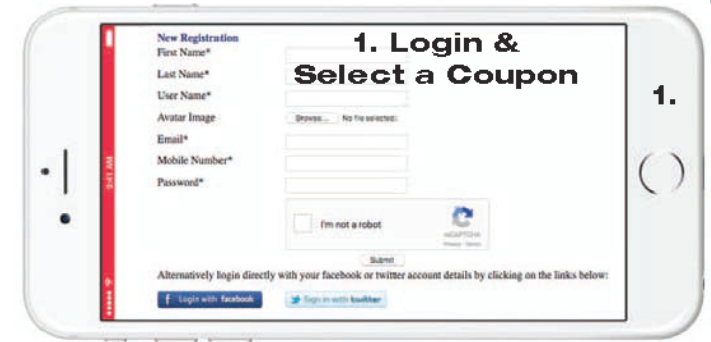 1. Login &
Select a Coupon
1.
New Registration
First Name*
Last Name*
User Name*
Avatar Image
Browse... No file selected.
Email*
Mobile Number*
Password*
I'm not a robot
reCAPTCHA
Privacy - Terms
Submit
Alternatively login directly with your facebook or twitter account details by clicking on the links below:
f Login with facebook
Sign in with twitter